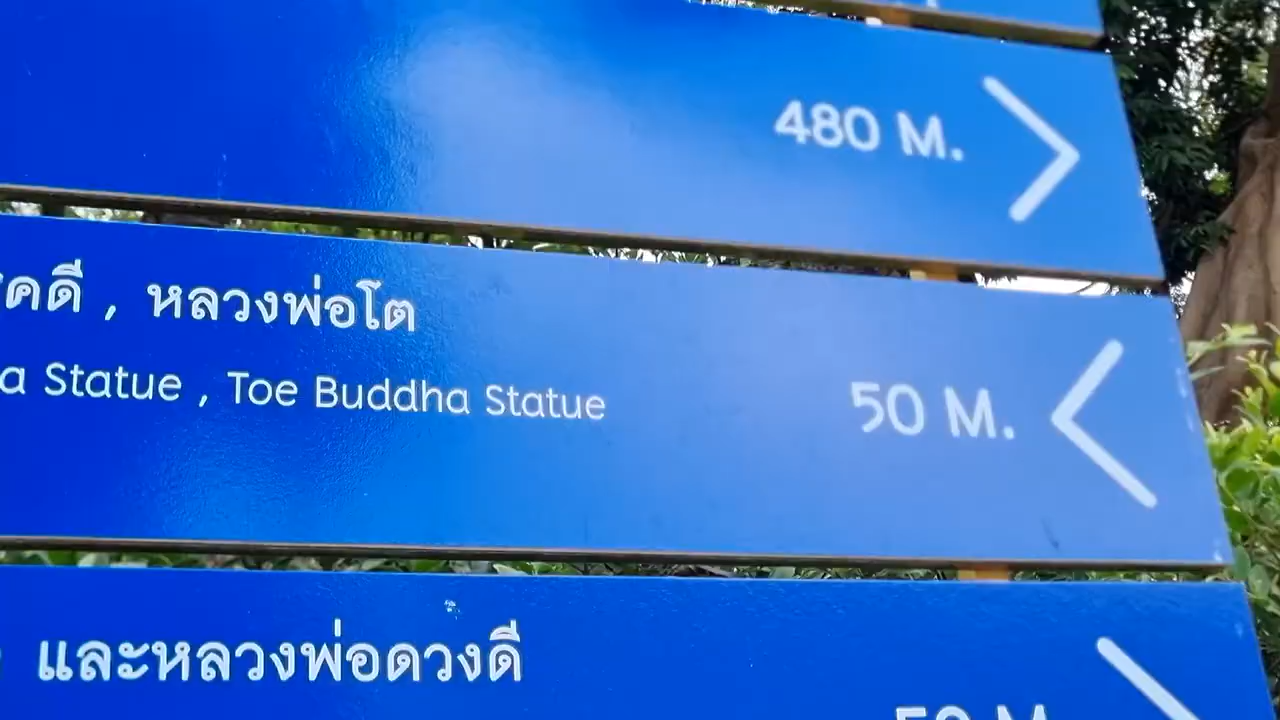 480 M.
คดี , หลวงพ่อโต
a Statue , Toe Buddha Statue
50 M.
และหลวงพ่อดวงดี
50 M